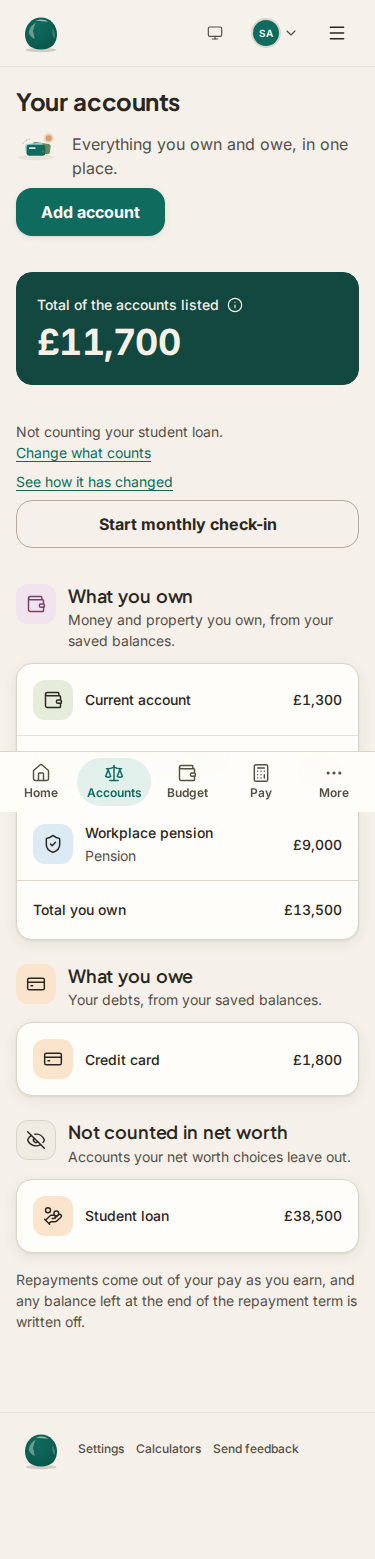 SA
Your accounts
Everything you own and owe, in one
place.
Add account
Total of the accounts listed
£11,700
Not counting your student loan.
Change what counts
See how it has changed
Start monthly check-in
What you own
Money and property you own, from your
saved balances.
Current account £1,300
Home Accounts Budget Pay More
Workplace pension
Pension
£9,000
Total you own £13,500
What you owe
Your debts, from your saved balances.
Credit card £1,800
Not counted in net worth
Accounts your net worth choices leave out.
Student loan £38,500
Repayments come out of your pay as you earn, and
any balance left at the end of the repayment term is
written off.
Settings Calculators Send feedback